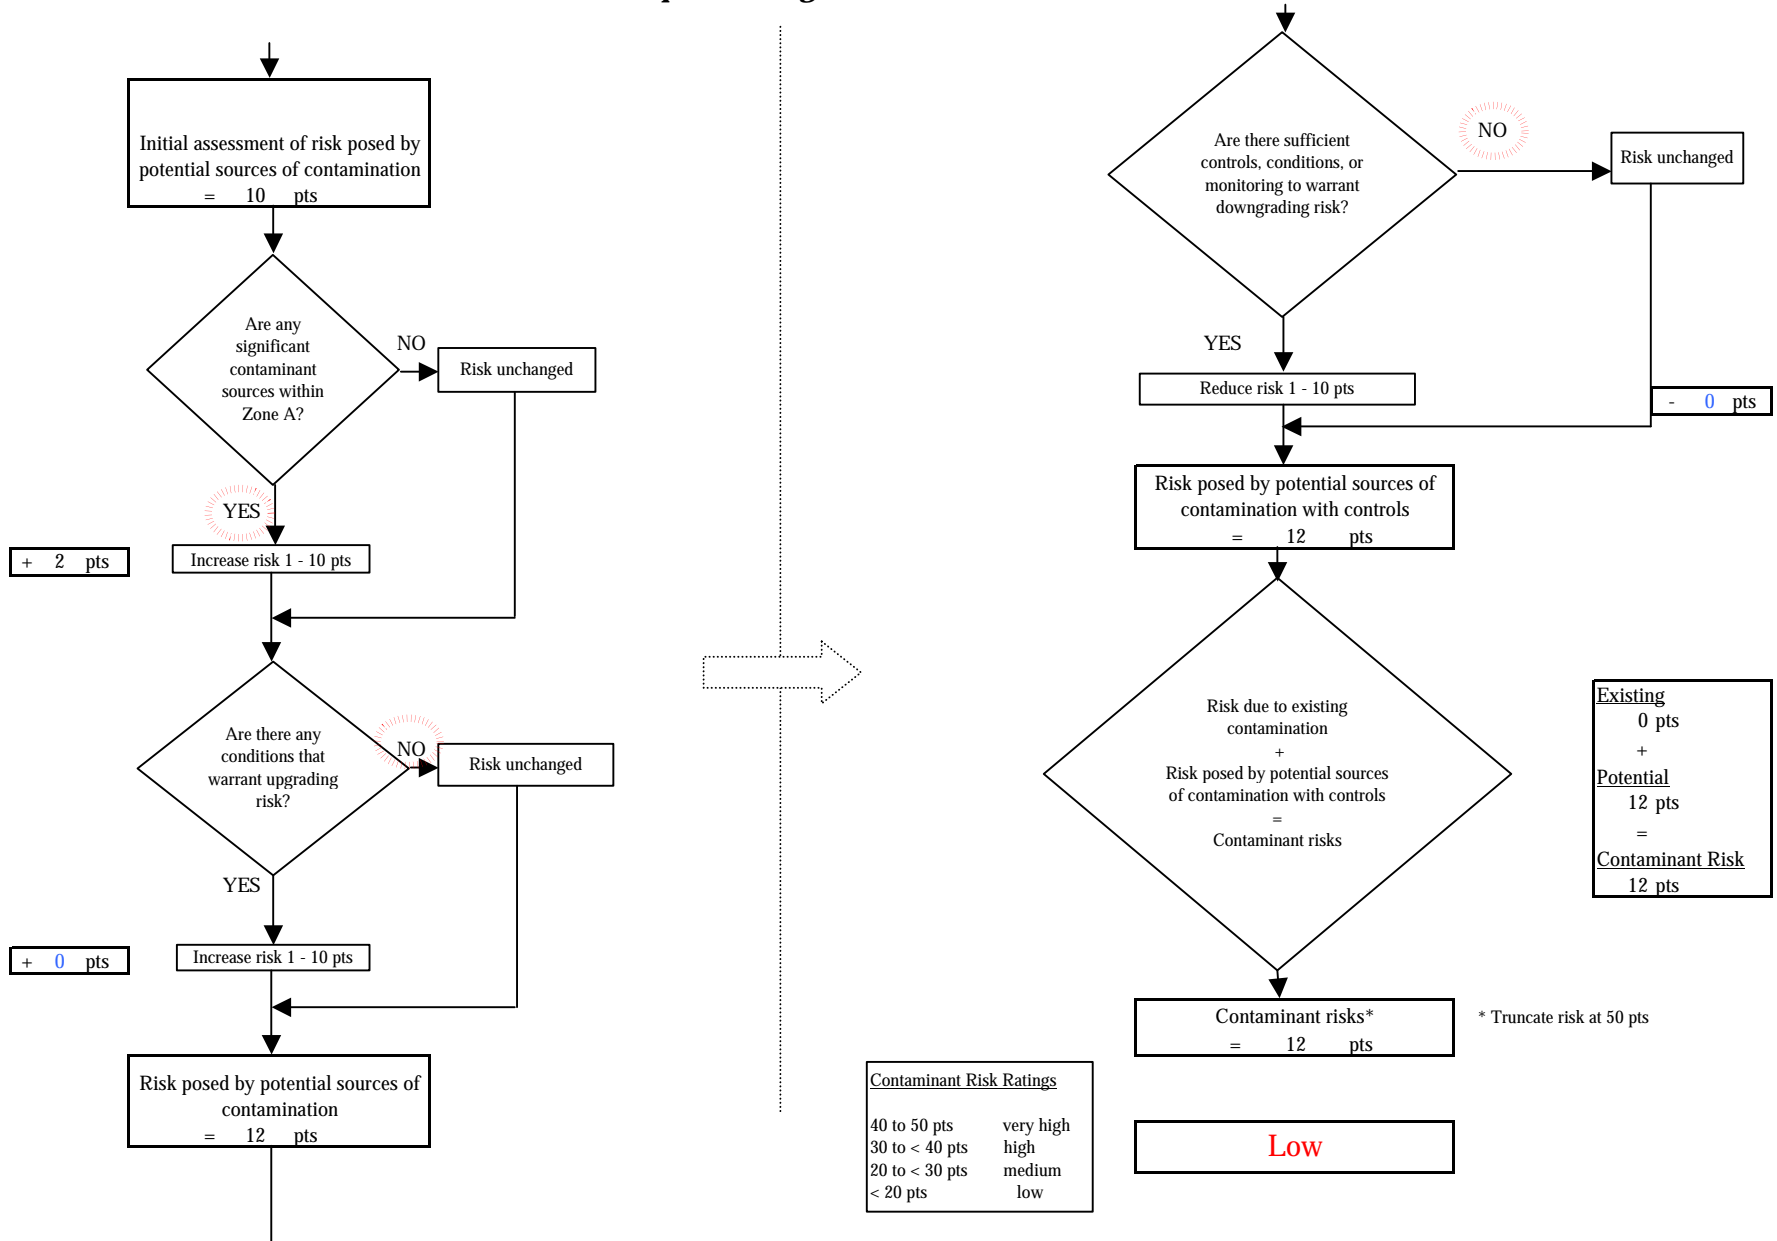 Initial assessment of risk posed by
potential sources of contamination
= 10 pts
Are any
significant
contaminant
sources within
Zone A?
NO
Risk unchanged
YES
+ 2 pts
Increase risk 1 - 10 pts
Are there any
conditions that
warrant upgrading
risk?
NO
Risk unchanged
YES
+ 0 pts
Increase risk 1 - 10 pts
Risk posed by potential sources of
contamination
= 12 pts
Are there sufficient
controls, conditions, or
monitoring to warrant
downgrading risk?
NO
Risk unchanged
YES
Reduce risk 1 - 10 pts
- 0 pts
Risk posed by potential sources of
contamination with controls
= 12 pts
Risk due to existing
contamination
+
Risk posed by potential sources
of contamination with controls
=
Contaminant risks
Existing
0 pts
+
Potential
12 pts
=
Contaminant Risk
12 pts
Contaminant risks*
= 12 pts
* Truncate risk at 50 pts
Contaminant Risk Ratings
40 to 50 pts very high
30 to < 40 pts high
20 to < 30 pts medium
< 20 pts low
Low